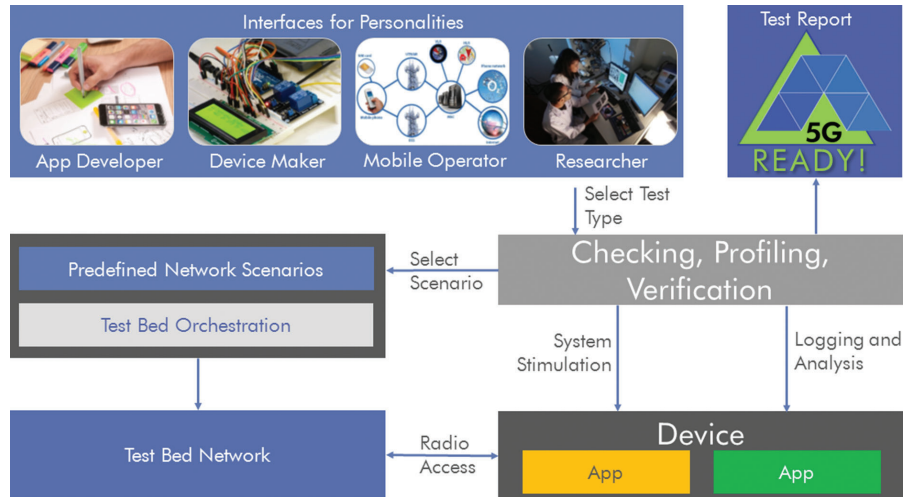 Interfaces for Personalities
App Developer
Device Maker
Mobile Operator
Researcher
Test Report
5G
READY!
Select Test
Type
Checking, Profiling,
Verification
Select
Scenario
Predefined Network Scenarios
Test Bed Orchestration
System
Stimulation
Logging and
Analysis
Test Bed Network
Radio
Access
Device
App
App